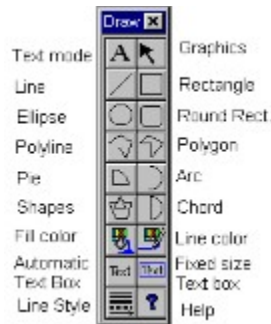 Draw
Text mode A Graphics
Line Rectangle
Ellipse Round Rect.
Polyline Polygon
Pie Arc
Shapes Chord
Fill color Line color
Automatic Text Box Text Text Fixed size Text box
Line Style ? Help